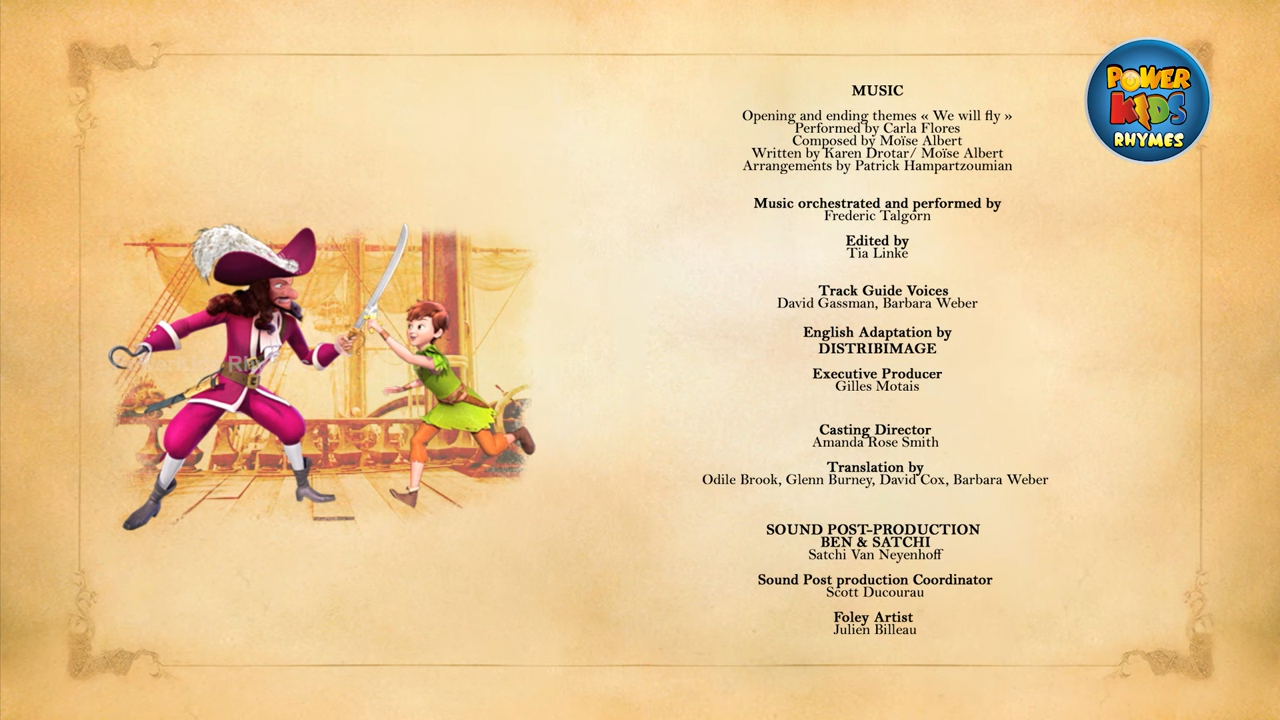 POWER
KIDS
RHYMES
MUSIC
Opening and ending themes « We will fly »
Performed by Carla Flores
Composed by Moïse Albert
Written by Karen Drotar/ Moïse Albert
Arrangements by Patrick Hampartzoumian
Music orchestrated and performed by
Frederic Talgorn
Edited by
Tia Linke
Track Guide Voices
David Gassman, Barbara Weber
English Adaptation by
DISTRIBIMAGE
Executive Producer
Gilles Motais
Casting Director
Amanda Rose Smith
Translation by
Odile Brook, Glenn Burney, David Cox, Barbara Weber
SOUND POST-PRODUCTION
BEN & SATCHI
Satchi Van Neyenhoff
Sound Post production Coordinator
Scott Ducourau
Foley Artist
Julien Billeau